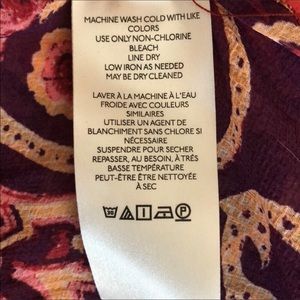 MACHINE WASH COLD WITH LIKE
COLORS
USE ONLY NON-CHLORINE
BLEACH
LINE DRY
LOW IRON AS NEEDED
MAY BE DRY CLEANED
LAVER À LA MACHINE À L'EAU
FROIDE AVEC COULEURS
SIMILAIRES
UTILISER UN AGENT DE
BLANCHIMENT SANS CHLORE SI
NÉCESSAIRE
SUSPENDRE POUR SÉCHER
REPASSER, AU BESOIN, À TRÉS
BASSE TEMPÉRATURE
PEUT-ÊTRE ÊTRE NETTOYÉE
À SEC